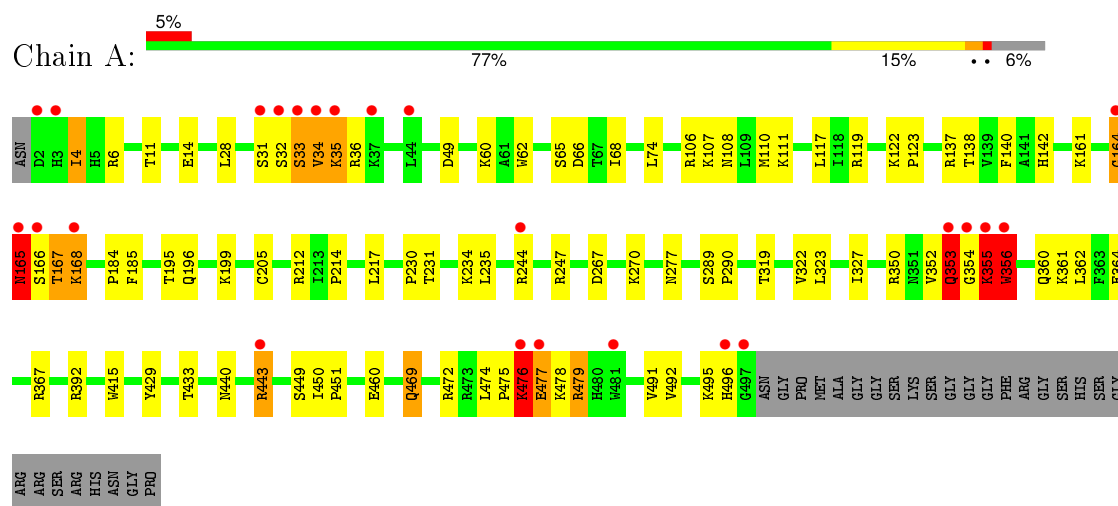 5%
Chain A:
77% 15% • • 6%
ASN D2 H3 I4 H5 R6 T11 E14 L28 S31 S32 S33 V34 K35 R36 K37 L44 D49 K60 A61 W62 S65 D66 T67 I68 L74 R106 K107 N108 L109 M110 K111 L117 I118 R119 K122 P123 R137 T138 V139 F140 A141 H142 K161 G164
N165 S166 T167 K168 P184 F185 T195 Q196 K199 C205 R212 I213 P214 L217 P230 T231 K234 L235 R244 R247 D267 K270 N277 S289 P290 T319 V322 L323 I327 R350 N351 V352 Q353 G354 K355 W356 Q360 K361 L362 F363 E364
R367 R392 W415 Y429 T433 N440 R443 S449 I450 P451 E460 Q469 R472 R473 L474 P475 K476 E477 K478 R479 H480 W481 V491 V492 K495 H496 G497 ASN GLY PRO MET ALA GLY GLY SER LYS SER GLY GLY GLY PHE ARG GLY SER HIS SER GLY
ARG ARG SER ARG HIS ASN GLY PRO